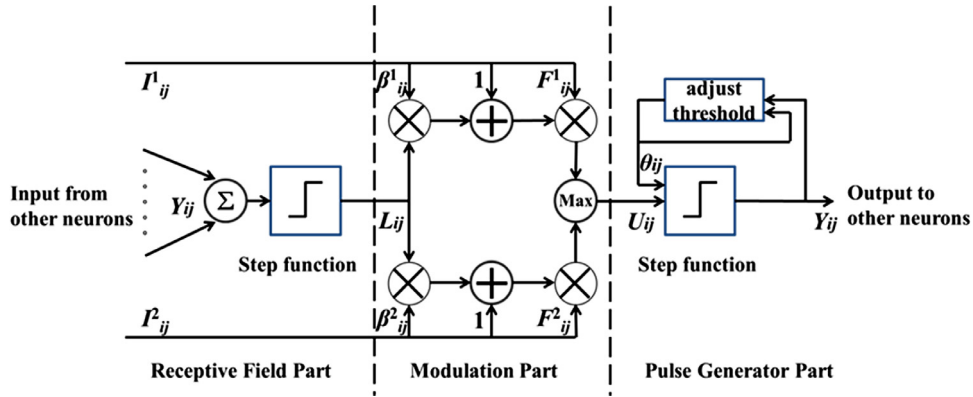 I¹ij
β¹ij
1
F¹ij
adjust
threshold
θij
Input from
other neurons
Yij
Σ
Lij
Max
Uij
Yij
Output to
other neurons
Step function
Step function
I²ij
β²ij
1
F²ij
Receptive Field Part
Modulation Part
Pulse Generator Part